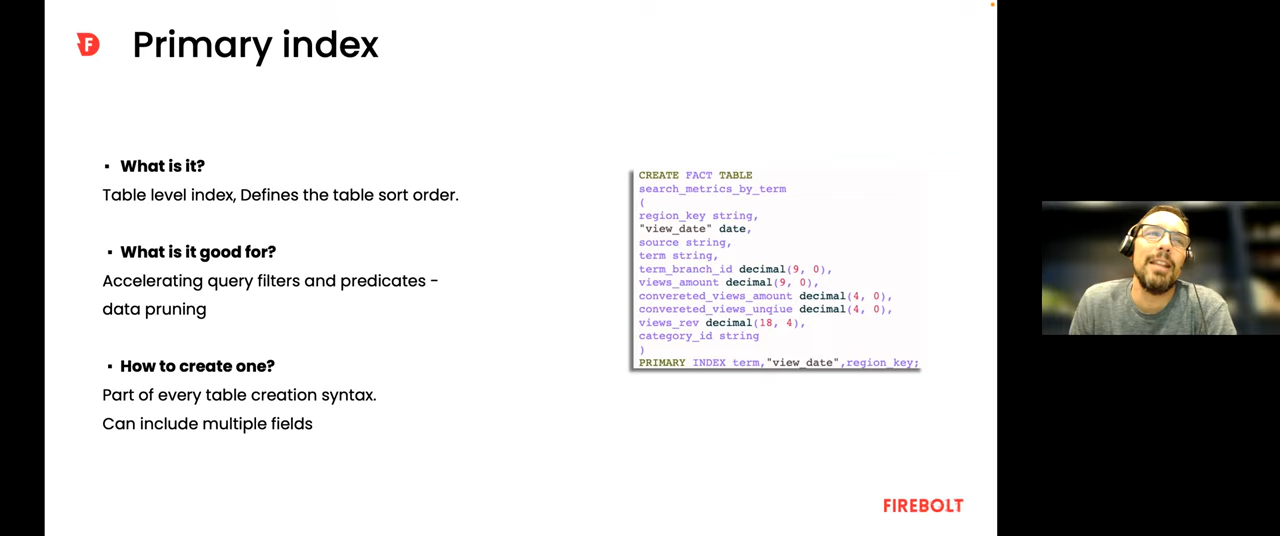 Primary index
▪ What is it?
Table level index, Defines the table sort order.
▪ What is it good for?
Accelerating query filters and predicates -
data pruning
▪ How to create one?
Part of every table creation syntax.
Can include multiple fields
CREATE FACT TABLE
search_metrics_by_term
(
region_key string,
"view_date" date,
source string,
term string,
term_branch_id decimal(9, 0),
views_amount decimal(9, 0),
convereted_views_amount decimal(4, 0),
convereted_views_unqiue decimal(4, 0),
views_rev decimal(18, 4),
category_id string
)
PRIMARY INDEX term,"view_date",region_key;
FIREBOLT